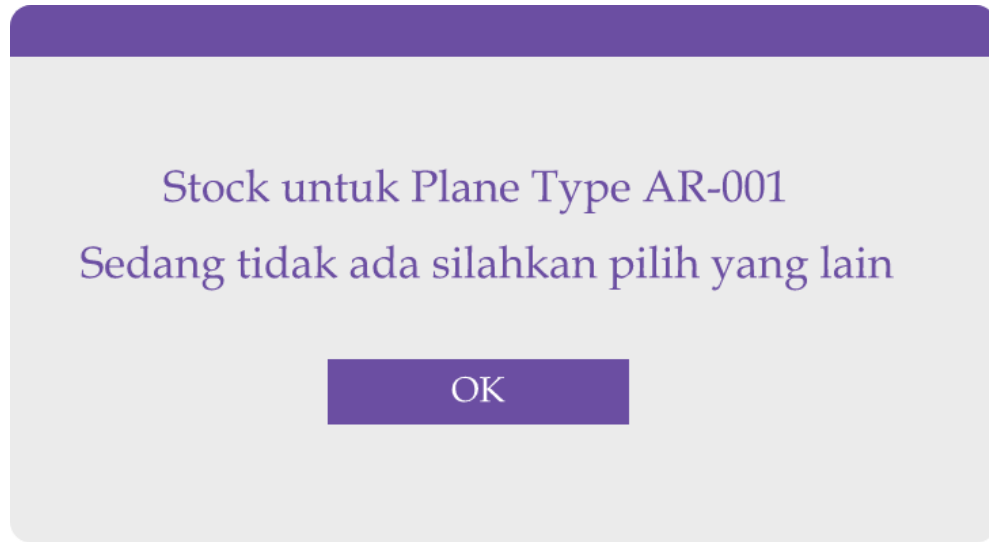 Stock untuk Plane Type AR-001
Sedang tidak ada silahkan pilih yang lain
OK